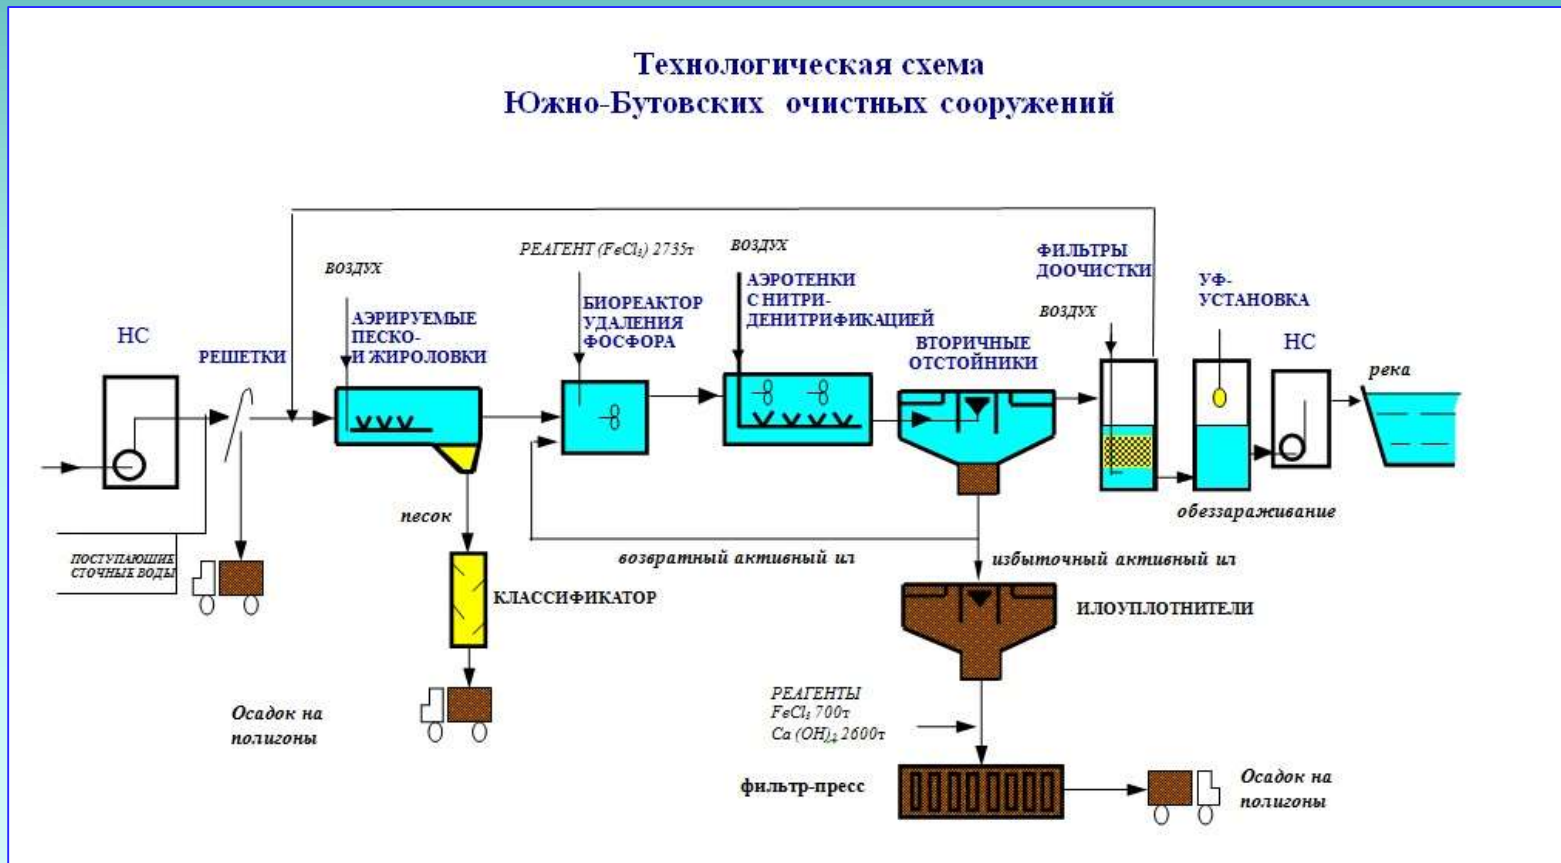 Технологическая схема
Южно-Бутовских очистных сооружений
НС
РЕШЕТКИ
ВОЗДУХ
АЭРИРУЕМЫЕ
ПЕСКО-
И ЖИРОЛОВКИ
РЕАГЕНТ (FeCl₃) 2735т
БИОРЕАКТОР
УДАЛЕНИЯ
ФОСФОРА
ВОЗДУХ
АЭРОТЕНКИ
С НИТРИ-
ДЕНИТРИФИКАЦИЕЙ
ВТОРИЧНЫЕ
ОТСТОЙНИКИ
ФИЛЬТРЫ
ДООЧИСТКИ
ВОЗДУХ
УФ-
УСТАНОВКА
НС
река
обеззараживание
песок
возвратный активный ил
избыточный активный ил
ПОСТУПАЮЩИЕ
СТОЧНЫЕ ВОДЫ
КЛАССИФИКАТОР
ИЛОУПЛОТНИТЕЛИ
Осадок на
полигоны
РЕАГЕНТЫ
FeCl₃ 700т
Ca (OH) 2600т
фильтр-пресс
Осадок на
полигоны